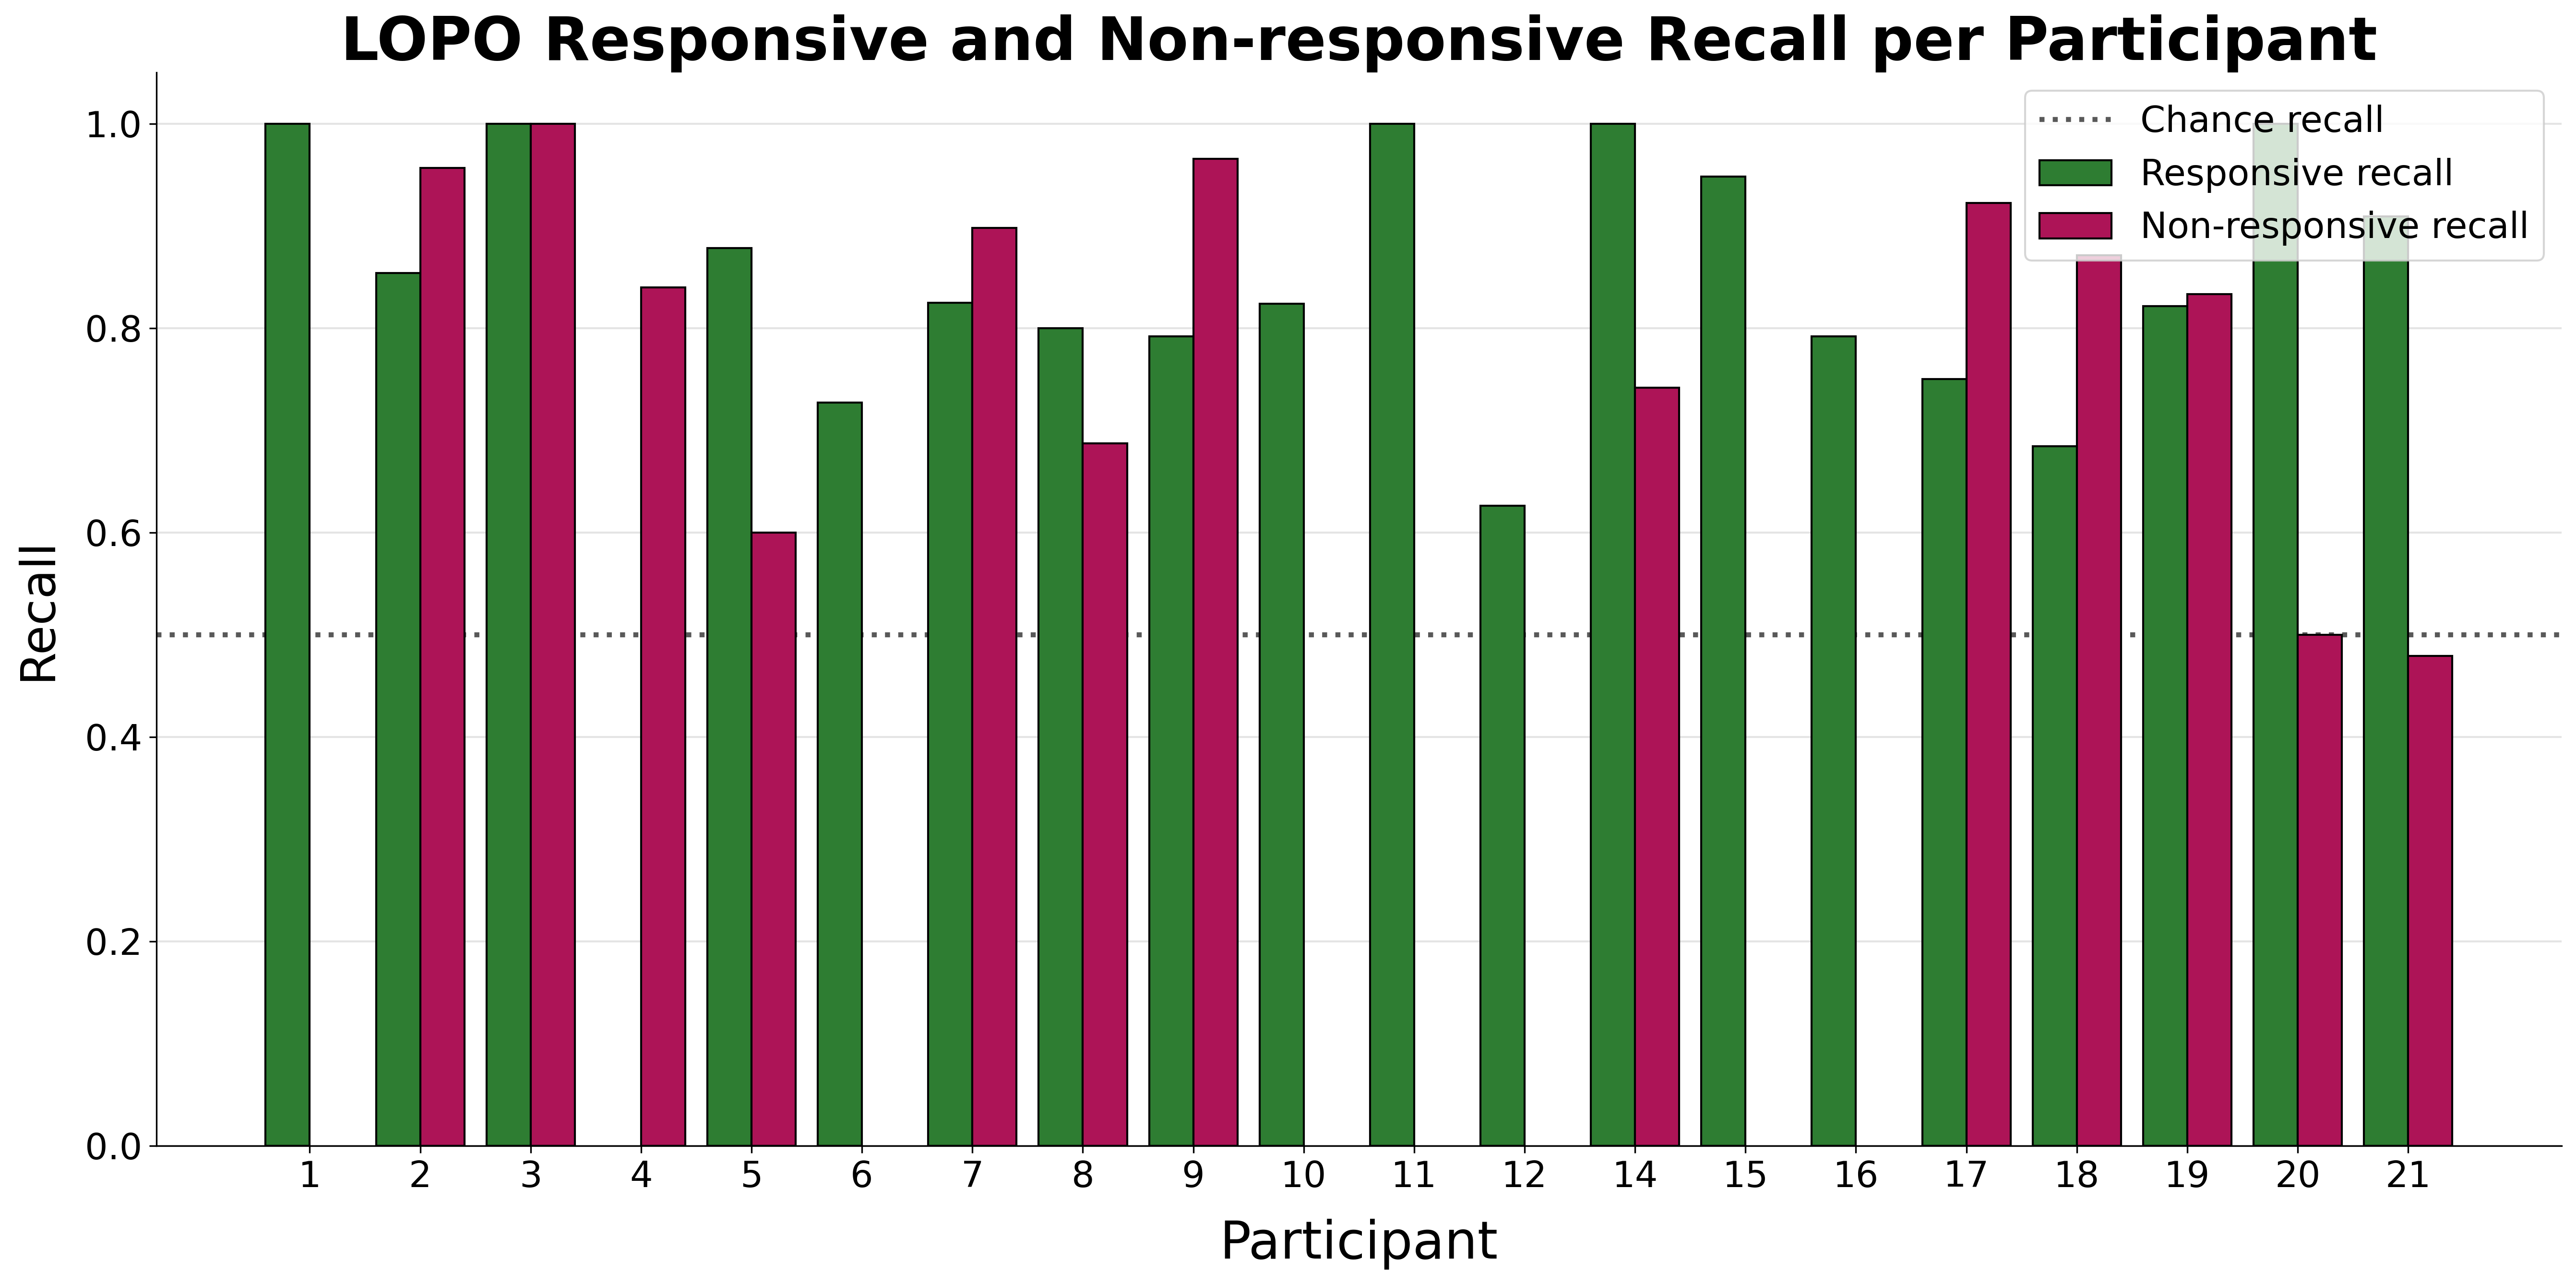 LOPO Responsive and Non-responsive Recall per Participant
Chance recall
Responsive recall
Non-responsive recall
Recall
1.0
0.8
0.6
0.4
0.2
0.0
1 2 3 4 5 6 7 8 9 10 11 12 14 15 16 17 18 19 20 21
Participant